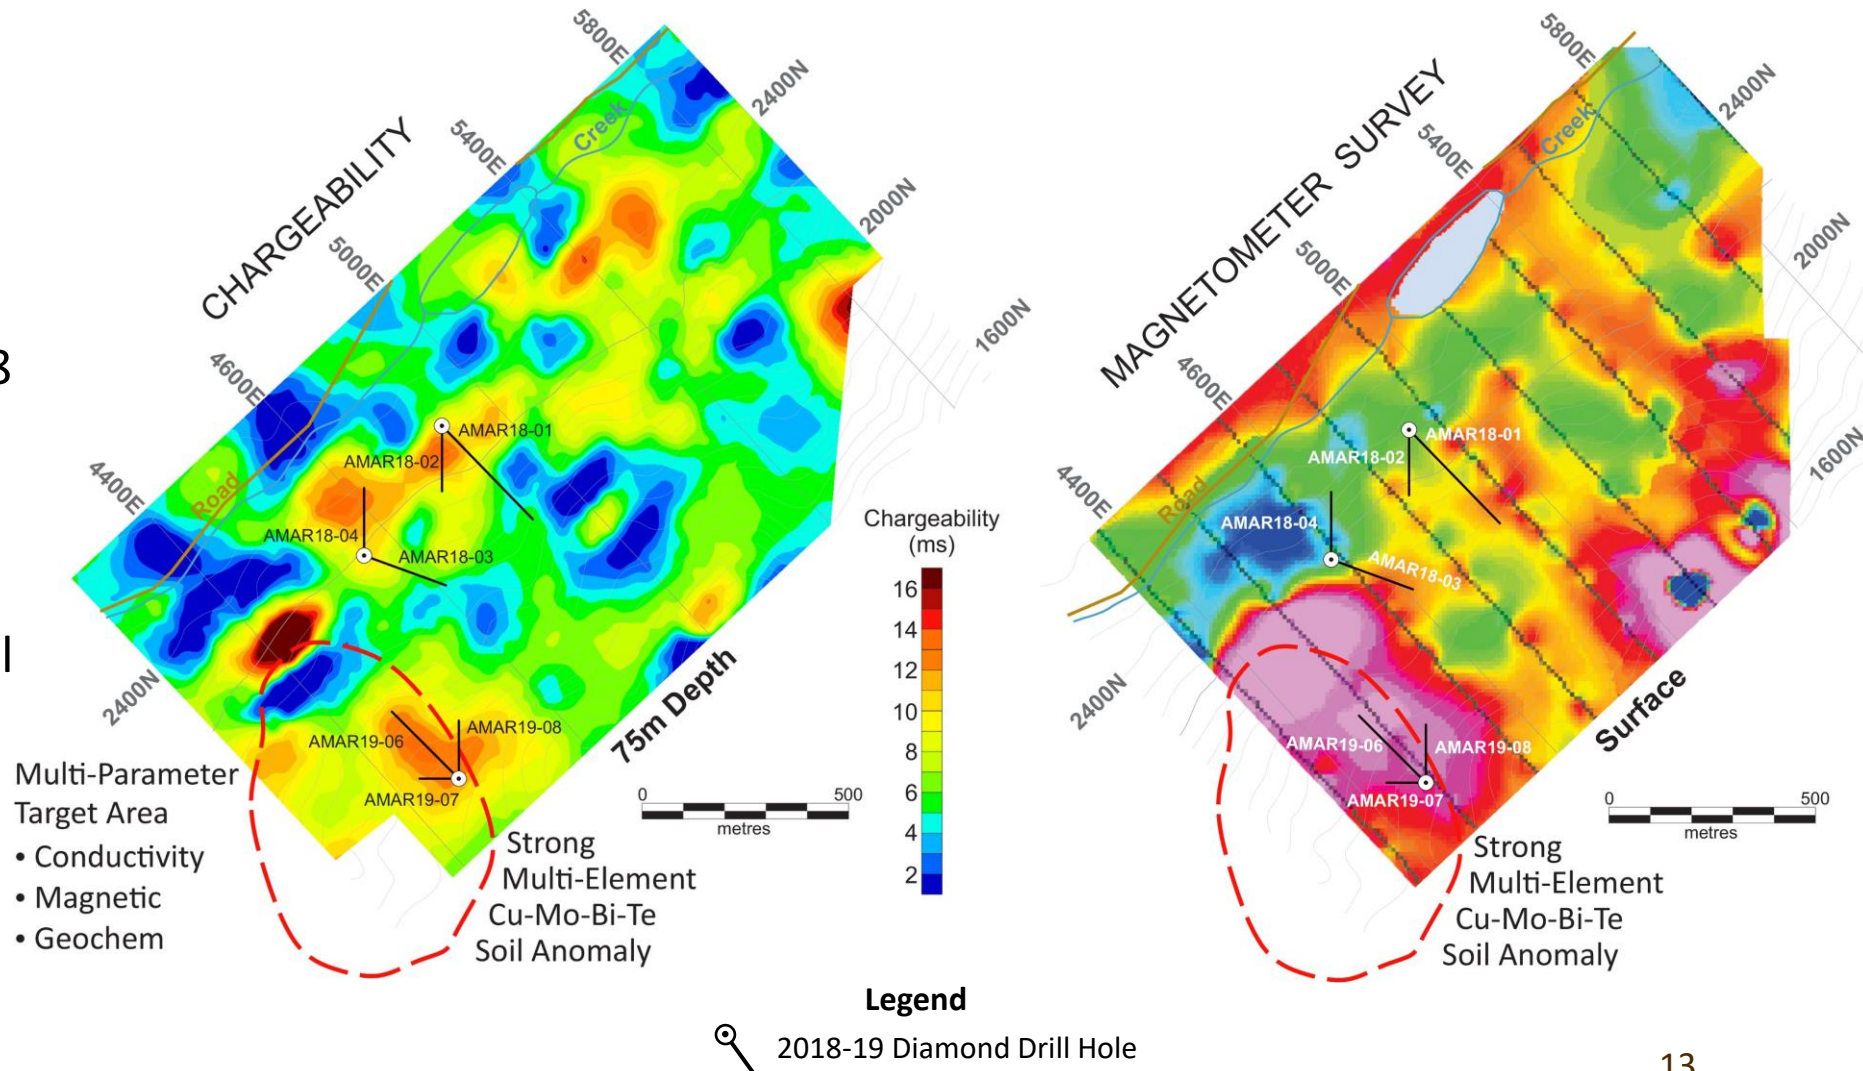 CHARGEABILITY
5800E
5400E
5000E
4600E
4400E
2400N
2000N
1600N
2400N
Creek
Road
AMAR18-01
AMAR18-02
AMAR18-04
AMAR18-03
AMAR19-06
AMAR19-08
AMAR19-07
75m Depth
0 500
metres
8
l
Multi-Parameter
Target Area
• Conductivity
• Magnetic
• Geochem
Strong
Multi-Element
Cu-Mo-Bi-Te
Soil Anomaly
Chargeability
(ms)
16
14
12
10
8
6
4
2
MAGNETOMETER SURVEY
5800E
5400E
5000E
4600E
4400E
2400N
2000N
1600N
2400N
Creek
Road
AMAR18-01
AMAR18-02
AMAR18-04
AMAR18-03
AMAR19-06
AMAR19-08
AMAR19-07
Surface
0 500
metres
Strong
Multi-Element
Cu-Mo-Bi-Te
Soil Anomaly
Legend
2018-19 Diamond Drill Hole
13